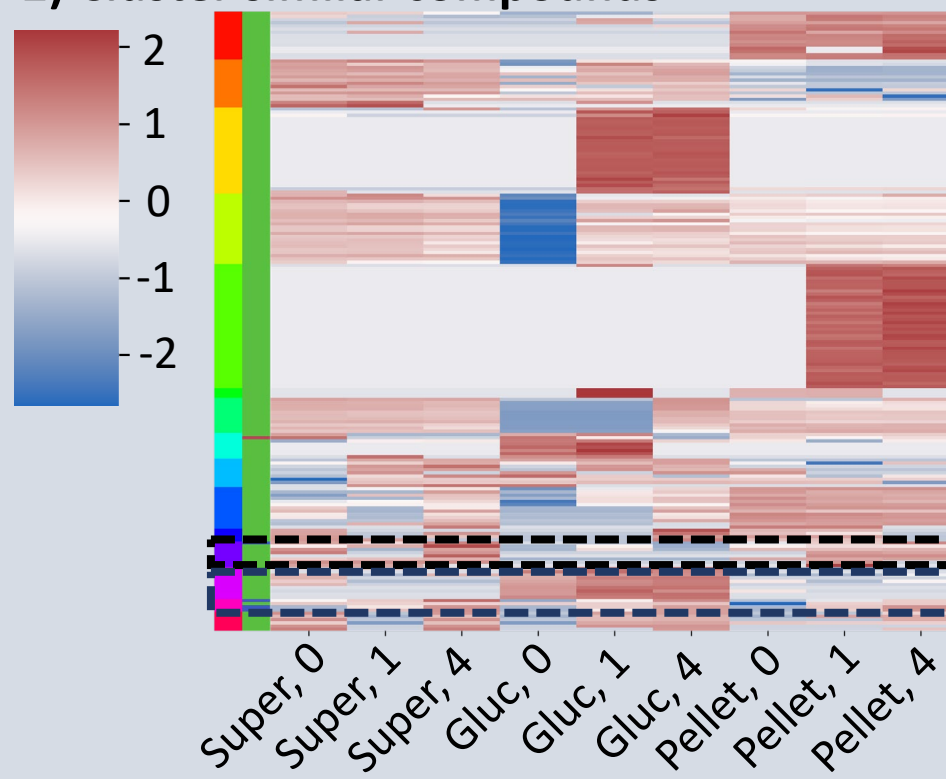 2
1
0
-1
-2
Super, 0
Super, 1
Super, 4
Gluc, 0
Gluc, 1
Gluc, 4
Pellet, 0
Pellet, 1
Pellet, 4